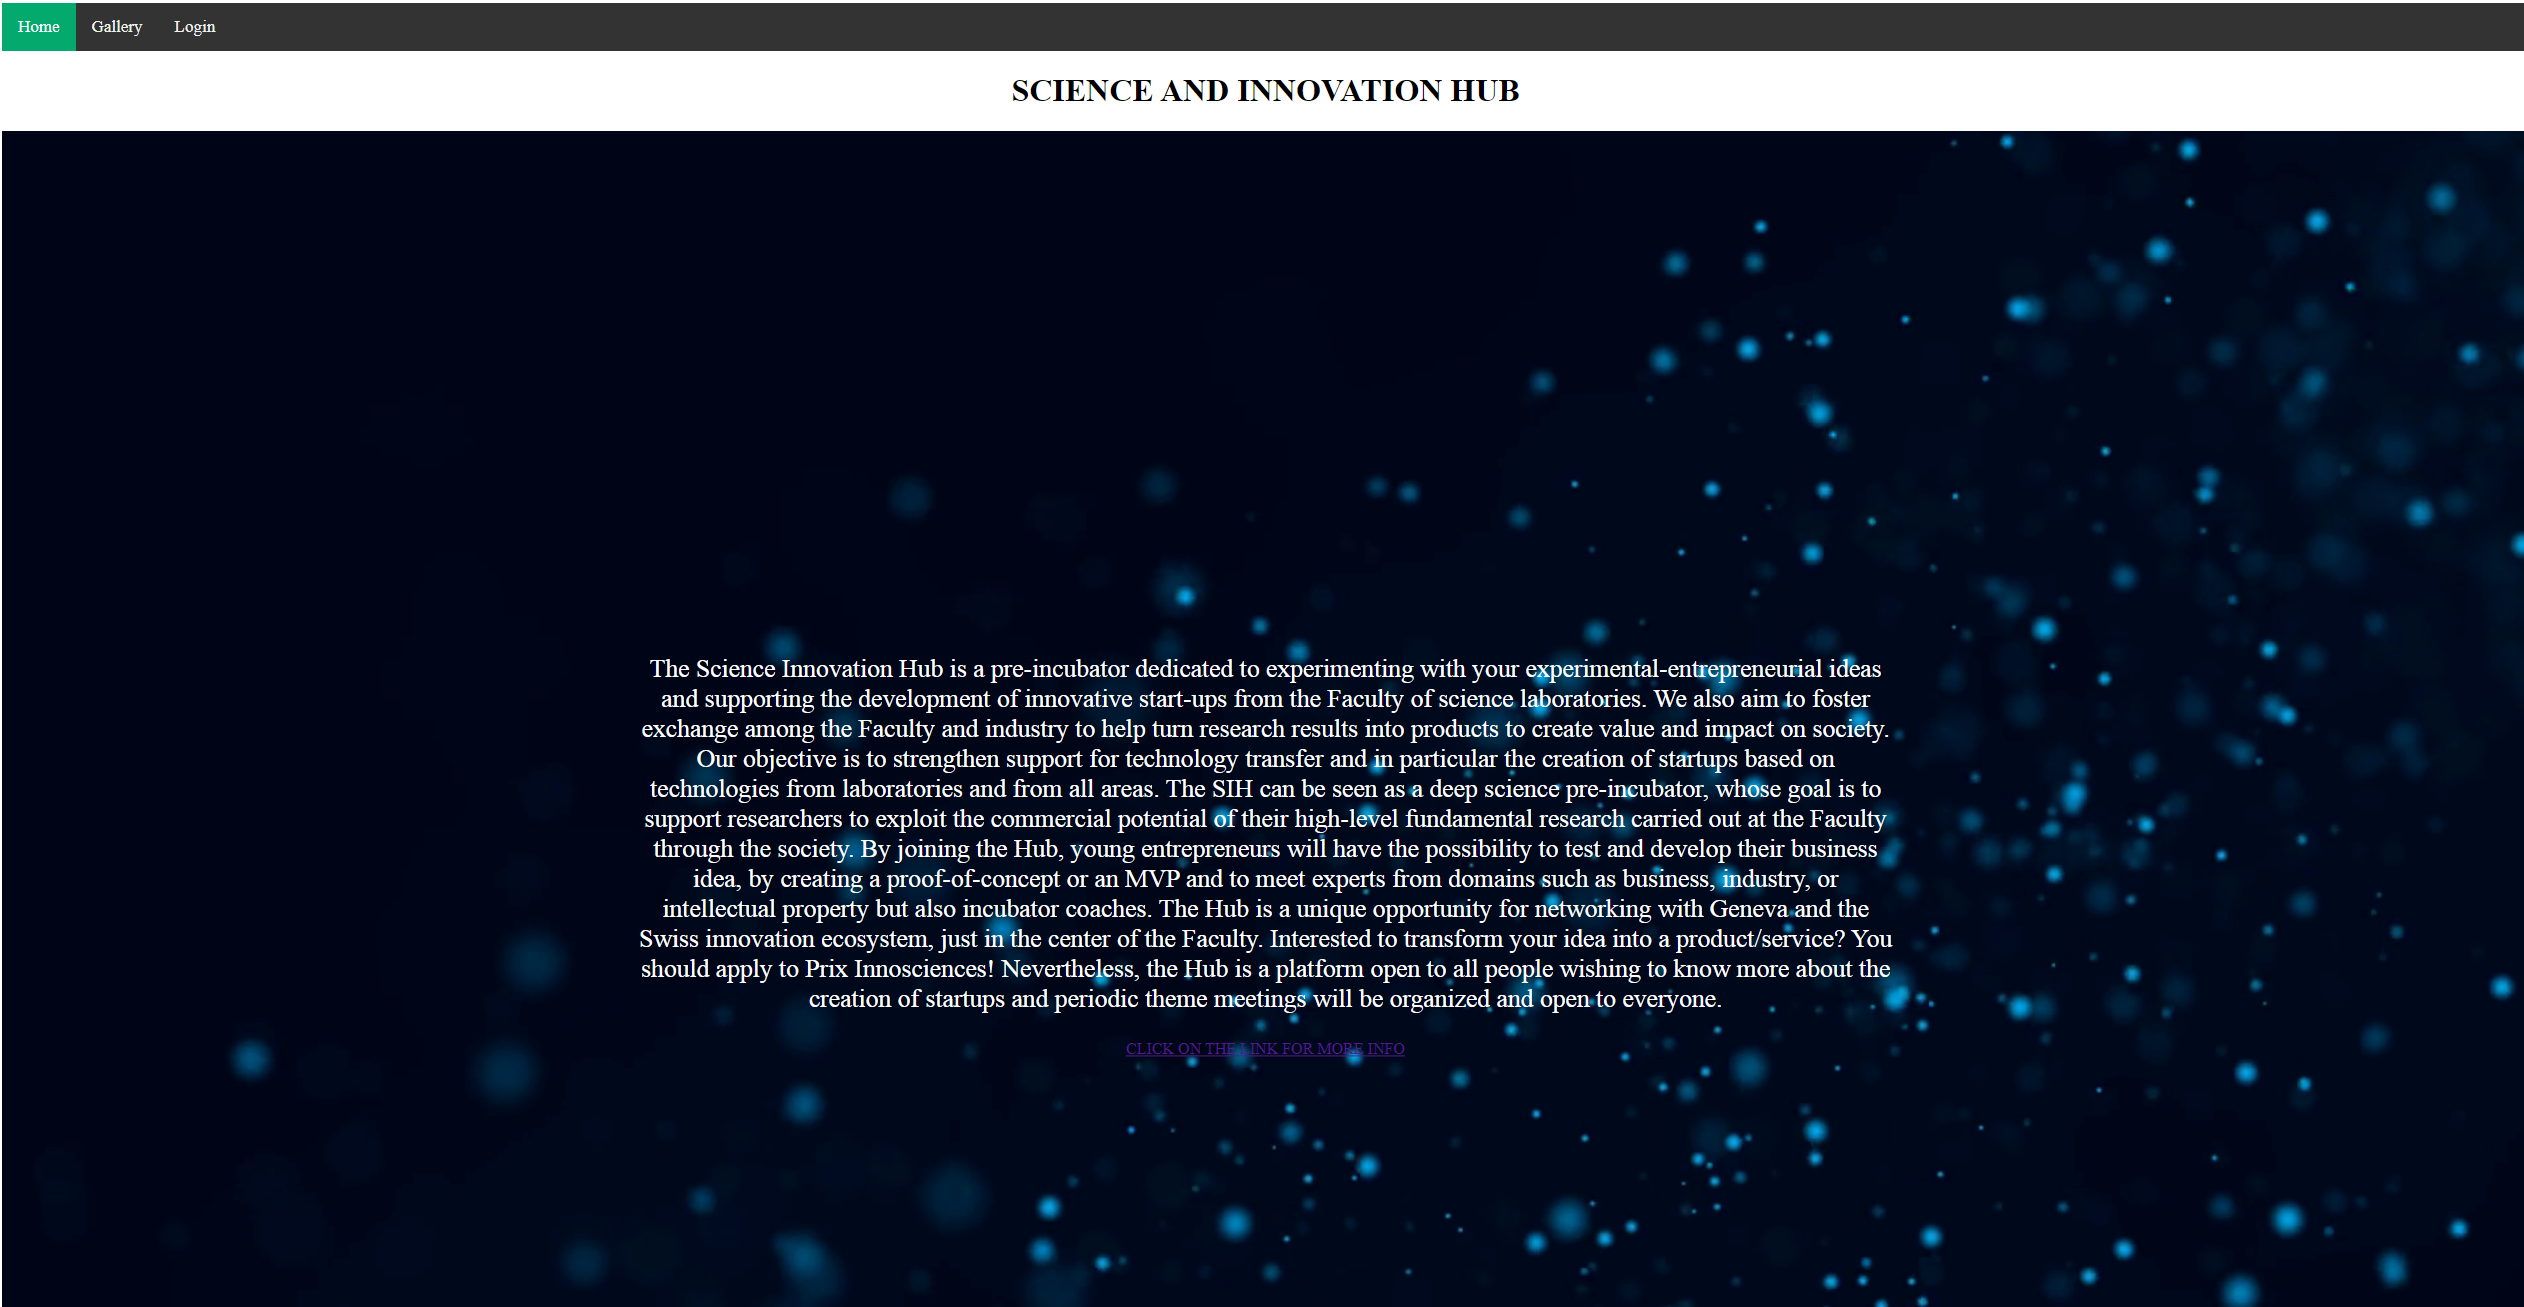 Home Gallery Login
SCIENCE AND INNOVATION HUB
The Science Innovation Hub is a pre-incubator dedicated to experimenting with your experimental-entrepreneurial ideas
and supporting the development of innovative start-ups from the Faculty of science laboratories. We also aim to foster
exchange among the Faculty and industry to help turn research results into products to create value and impact on society.
Our objective is to strengthen support for technology transfer and in particular the creation of startups based on
technologies from laboratories and from all areas. The SIH can be seen as a deep science pre-incubator, whose goal is to
support researchers to exploit the commercial potential of their high-level fundamental research carried out at the Faculty
through the society. By joining the Hub, young entrepreneurs will have the possibility to test and develop their business
idea, by creating a proof-of-concept or an MVP and to meet experts from domains such as business, industry, or
intellectual property but also incubator coaches. The Hub is a unique opportunity for networking with Geneva and the
Swiss innovation ecosystem, just in the center of the Faculty. Interested to transform your idea into a product/service? You
should apply to Prix Innosciences! Nevertheless, the Hub is a platform open to all people wishing to know more about the
creation of startups and periodic theme meetings will be organized and open to everyone.
CLICK ON THE LINK FOR MORE INFO